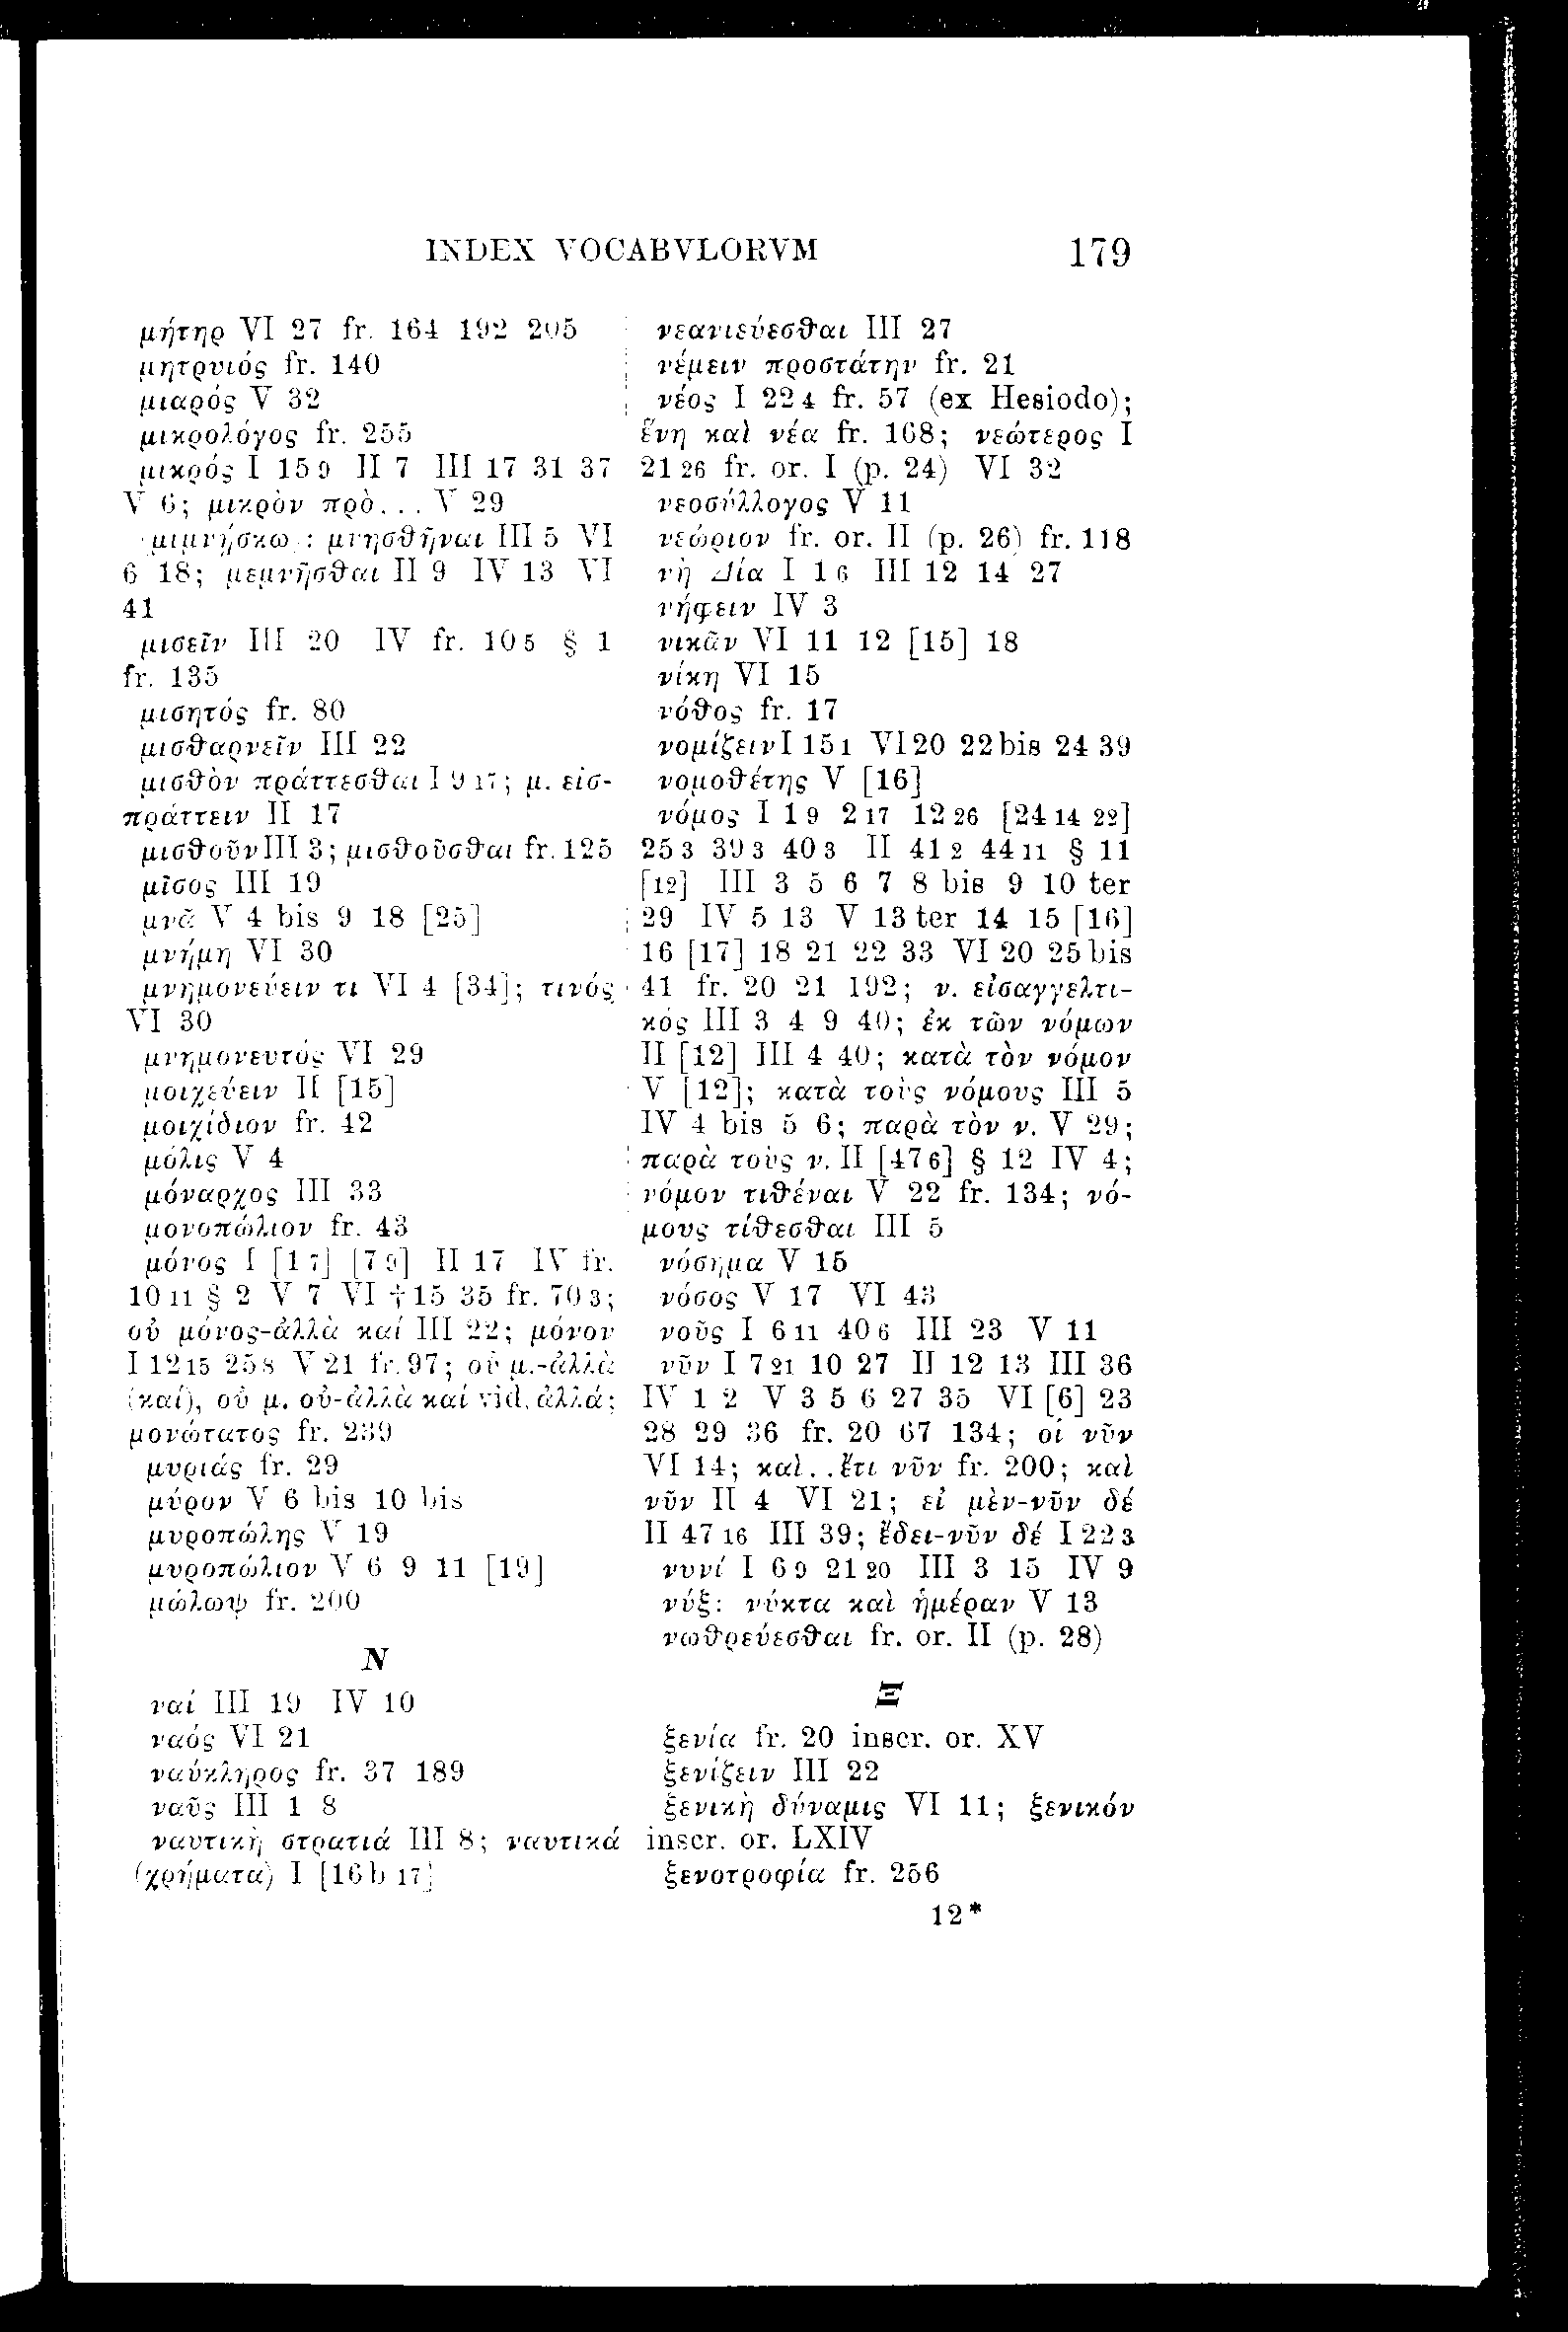 INDEX VOCABVLORVM 179
μήτηρ VI 27 fr. 164 192 205
μητρυιός fr. 140
μιαρός V 32
μικρολόγος fr. 255
μικρός I 15 9 II 7 III 17 31 37
V 6; μικρὸν πρὸ... V 29
μιμνήσκω: μνησθῆναι III 5 VI
6 18; μεμνῆσθαι II 9 IV 13 VI
41
μισεῖν III 20 IV fr. 10 5 § 1
fr. 135
μισητός fr. 80
μισθαρνεῖν III 22
μισθὸν πράττεσθαι I 9 17; μ. εἰσ-
πράττειν II 17
μισθοῦν III 3; μισθοῦσθαι fr. 125
μῖσος III 19
μνᾶ V 4 bis 9 18 [25]
μνήμη VI 30
μνημονεύειν τι VI 4 [34]; τινός
VI 30
μνημονευτός VI 29
μοιχεύειν II [15]
μοιχίδιον fr. 42
μόλις V 4
μόναρχος III 33
μονοπώλιον fr. 43
μόνος I [1 7] [7 9] II 17 IV fr.
10 11 § 2 V 7 VI †15 35 fr. 70 3;
οὐ μόνος-ἀλλὰ καί III 22; μόνον
I 12 15 25 8 V 21 fr. 97; οὐ μ.-ἀλλὰ
(καί), οὐ μ. οὐ-ἀλλὰ καί vid. ἀλλά;
μονώτατος fr. 239
μυριάς fr. 29
μύρον V 6 bis 10 bis
μυροπώλης V 19
μυροπώλιον V 6 9 11 [19]
μώλωψ fr. 200
N
ναί III 19 IV 10
ναός VI 21
ναύκληρος fr. 37 189
ναῦς III 1 8
ναυτικὴ στρατιά III 8; ναυτικά
(χρήματα) I [16 b 17]
νεανιεύεσθαι III 27
νέμειν προστάτην fr. 21
νέος I 22 4 fr. 57 (ex Hesiodo);
ἕνη καὶ νέα fr. 168; νεώτερος I
21 26 fr. or. I (p. 24) VI 32
νεοσύλλογος V 11
νεώριον fr. or. II (p. 26) fr. 118
νὴ Δία I 1 6 III 12 14 27
νήφειν IV 3
νικᾶν VI 11 12 [15] 18
νίκη VI 15
νόθος fr. 17
νομίζειν I 15 1 VI 20 22 bis 24 39
νομοθέτης V [16]
νόμος I 1 9 2 17 12 26 [24 14 22]
25 3 39 3 40 3 II 41 2 44 11 § 11
[12] III 3 5 6 7 8 bis 9 10 ter
29 IV 5 13 V 13 ter 14 15 [16]
16 [17] 18 21 22 33 VI 20 25 bis
41 fr. 20 21 192; ν. εἰσαγγελτι-
κός III 3 4 9 40; ἐκ τῶν νόμων
II [12] III 4 40; κατὰ τὸν νόμον
V [12]; κατὰ τοὺς νόμους III 5
IV 4 bis 5 6; παρὰ τὸν ν. V 29;
παρὰ τοὺς ν. II [47 6] § 12 IV 4;
νόμον τιθέναι V 22 fr. 134; νό-
μους τίθεσθαι III 5
νόσημα V 15
νόσος V 17 VI 43
νοῦς I 6 11 40 6 III 23 V 11
νῦν I 7 21 10 27 II 12 13 III 36
IV 1 2 V 3 5 6 27 35 VI [6] 23
28 29 36 fr. 20 67 134; οἱ νῦν
VI 14; καὶ..ἔτι νῦν fr. 200; καὶ
νῦν II 4 VI 21; εἰ μὲν-νῦν δέ
II 47 16 III 39; ἔδει-νῦν δέ I 22 3
νυνί I 6 9 21 20 III 3 15 IV 9
νύξ: νύκτα καὶ ἡμέραν V 13
νωθρεύεσθαι fr. or. II (p. 28)
Ξ
ξενία fr. 20 inscr. or. XV
ξενίζειν III 22
ξενικὴ δύναμις VI 11; ξενικόν
inscr. or. LXIV
ξενοτροφία fr. 256
12*